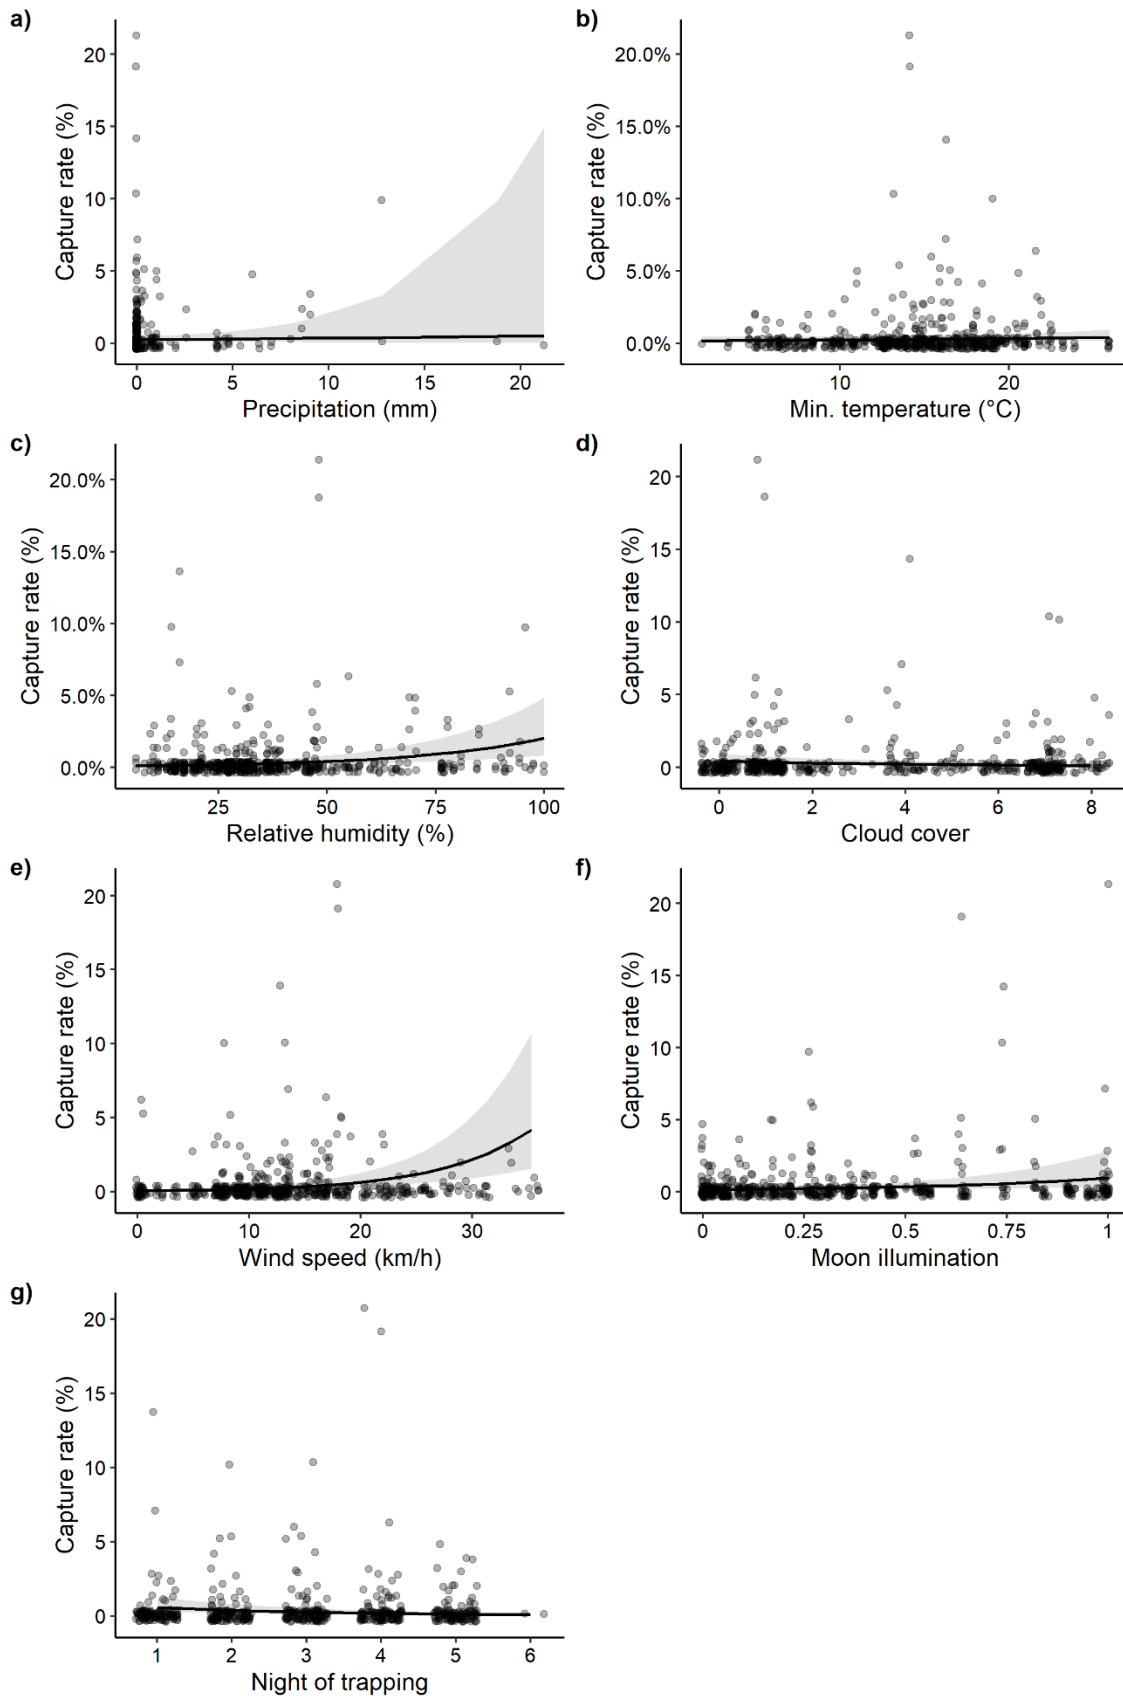 a)
Capture rate (%)
20
15
10
5
0
0 5 10 15 20
Precipitation (mm)
b)
Capture rate (%)
20.0%
15.0%
10.0%
5.0%
0.0%
10 20
Min. temperature (°C)
c)
Capture rate (%)
20.0%
15.0%
10.0%
5.0%
0.0%
25 50 75 100
Relative humidity (%)
d)
Capture rate (%)
20
15
10
5
0
0 2 4 6 8
Cloud cover
e)
Capture rate (%)
20
15
10
5
0
0 10 20 30
Wind speed (km/h)
f)
Capture rate (%)
20
15
10
5
0
0 0.25 0.5 0.75 1
Moon illumination
g)
Capture rate (%)
20
15
10
5
0
1 2 3 4 5 6
Night of trapping